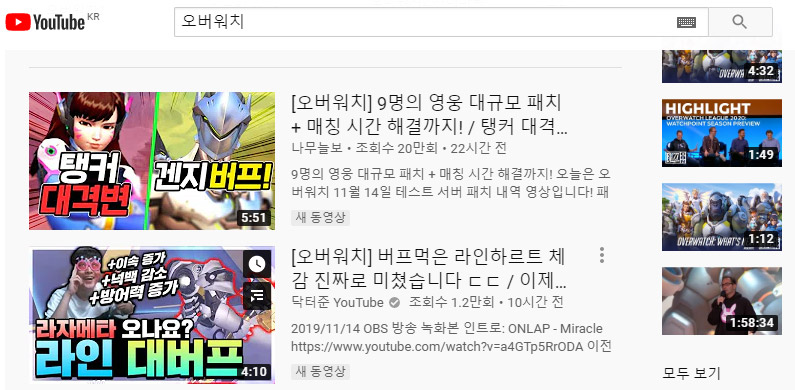 YouTube KR
오버워치
[오버워치] 9명의 영웅 대규모 패치
+ 매칭 시간 해결까지! / 탱커 대격...
나무늘보 • 조회수 20만회 • 22시간 전
9명의 영웅 대규모 패치 + 매칭 시간 해결까지! 오늘은 오
버워치 11월 14일 테스트 서버 패치 내역 영상입니다! 패
새 동영상
탱커
대격변
겐지버프!
5:51
[오버워치] 버프먹은 라인하르트 체
감 진짜로 미쳤습니다 ㄷㄷ / 이제...
닥터준 YouTube 조회수 1.2만회 • 10시간 전
2019/11/14 OBS 방송 녹화본 인트로: ONLAP - Miracle
https://www.youtube.com/watch?v=a4GTp5RrODA 이전
새 동영상
+이속 증가
+넉백 감소
+방어력 증가
라자메타 오나요?
라인 대버프
4:10
4:32
HIGHLIGHT
OVERWATCH LEAGUE 2020:
WATCHPOINT SEASON PREVIEW
BLIZZCON
1:49
OVERWATCH: WHAT'S
1:12
1:58:34
모두 보기